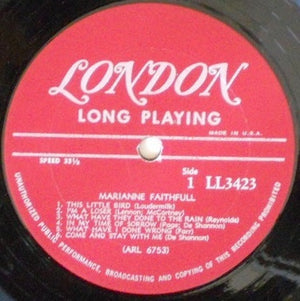 LONDON
LONG PLAYING
MADE IN U.S.A.
SPEED 33⅓
Side
1 LL3423
MARIANNE FAITHFULL
1. THIS LITTLE BIRD (Loudermilk)
2. I'M A LOSER (Lennon; McCartney)
3. WHAT HAVE THEY DONE TO THE RAIN (Reynolds)
4. IN MY TIME OF SORROW (Page; De Shannon)
5. WHAT HAVE I DONE WRONG (Farr)
6. COME AND STAY WITH ME (De Shannon)
(ARL 6753)
UNAUTHORIZED PUBLIC PERFORMANCE, BROADCASTING AND COPYING OF THIS RECORD PROHIBITED